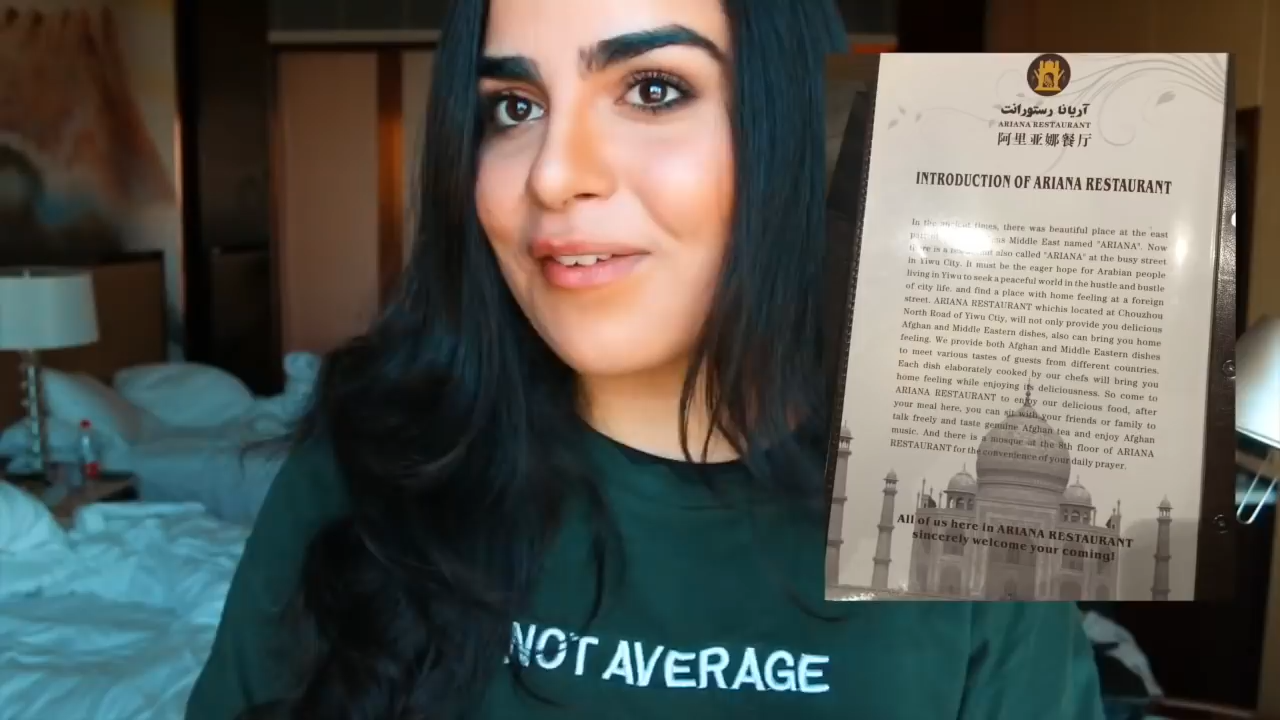 آریانا رستورانت
ARIANA RESTAURANT
阿里亚娜餐厅
INTRODUCTION OF ARIANA RESTAURANT
In the ancient times, there was beautiful place at the east
Middle East named "ARIANA". Now
there is a also called "ARIANA" at the busy street
in Yiwu City. It must be the eager hope for Arabian people
living in Yiwu to seek a peaceful world in the hustle and bustle
of city life. and find a place with home feeling at a foreign
street. ARIANA RESTAURANT whichis located at Chouzhou
North Road of Yiwu Ctiy, will not only provide you delicious
Afghan and Middle Eastern dishes, also can bring you home
feeling. We provide both Afghan and Middle Eastern dishes
to meet various tastes of guests from different countries.
Each dish elaborately cooked by our chefs will bring you
home feeling while enjoying its deliciousness. So come to
ARIANA RESTAURANT to enjoy our delicious food, after
your meal here, you can sit with your friends or family to
talk freely and taste genuine Afghan tea and enjoy Afghan
music. And there is a mosque at the 8th floor of ARIANA
RESTAURANT for the convenience of your daily prayer.
All of us here in ARIANA RESTAURANT
sincerely welcome your coming!
NOT AVERAGE